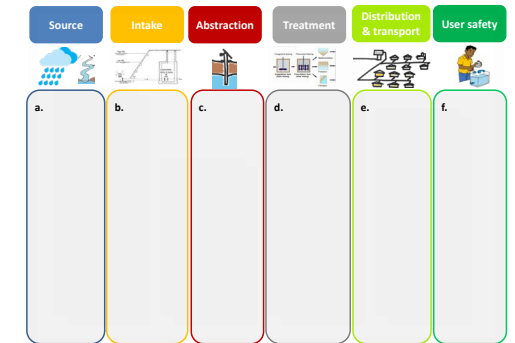 Source
Intake
Abstraction
Treatment
Distribution
& transport
User safety
a.
b.
c.
d.
e.
f.